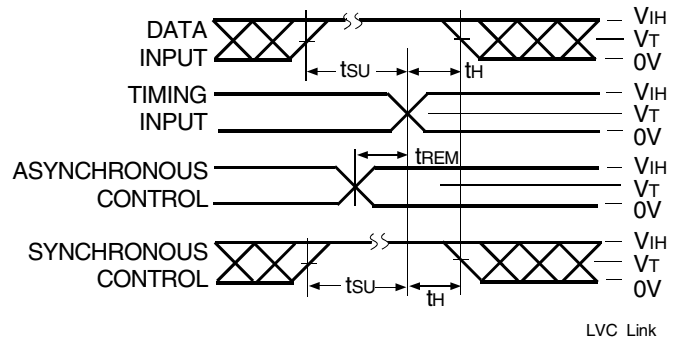 DATA INPUT
VIH
VT
0V
tSU
tH
TIMING INPUT
VIH
VT
0V
tREM
ASYNCHRONOUS CONTROL
VIH
VT
0V
SYNCHRONOUS CONTROL
VIH
VT
0V
tSU
tH
LVC Link